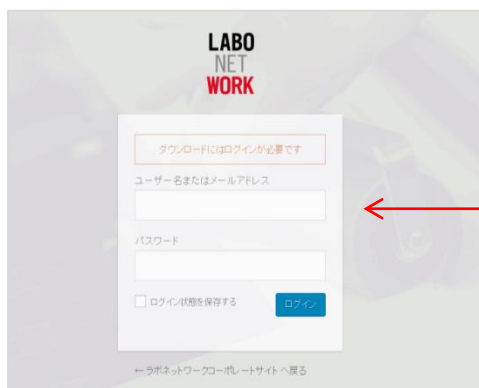 LABO
NET
WORK
ダウンロードにはログインが必要です
ユーザー名またはメールアドレス
パスワード
ログイン状態を保存する
ログイン
← ラボネットワークコーポレートサイト へ戻る